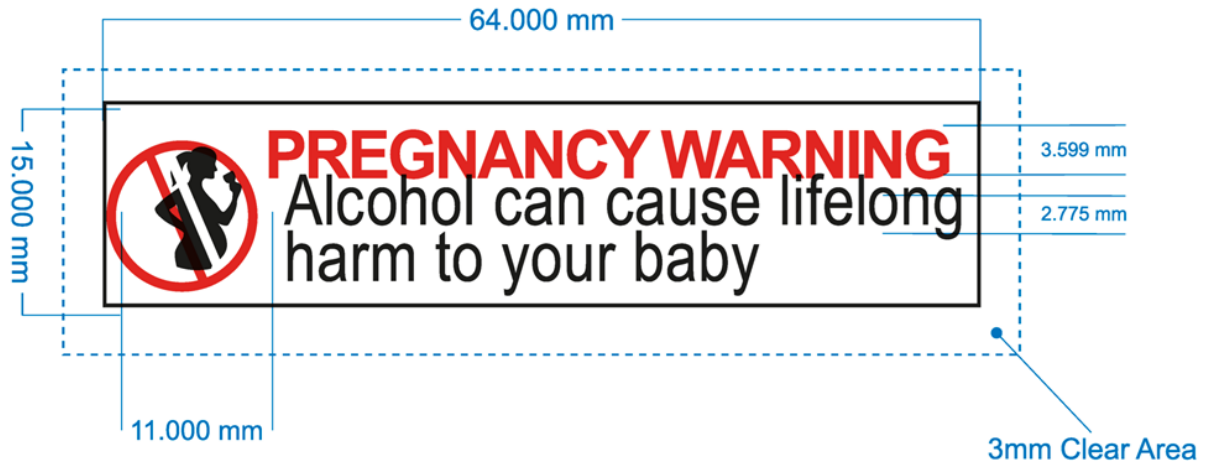 64.000 mm
15.000 mm
PREGNANCY WARNING
Alcohol can cause lifelong
harm to your baby
3.599 mm
2.775 mm
11.000 mm
3mm Clear Area